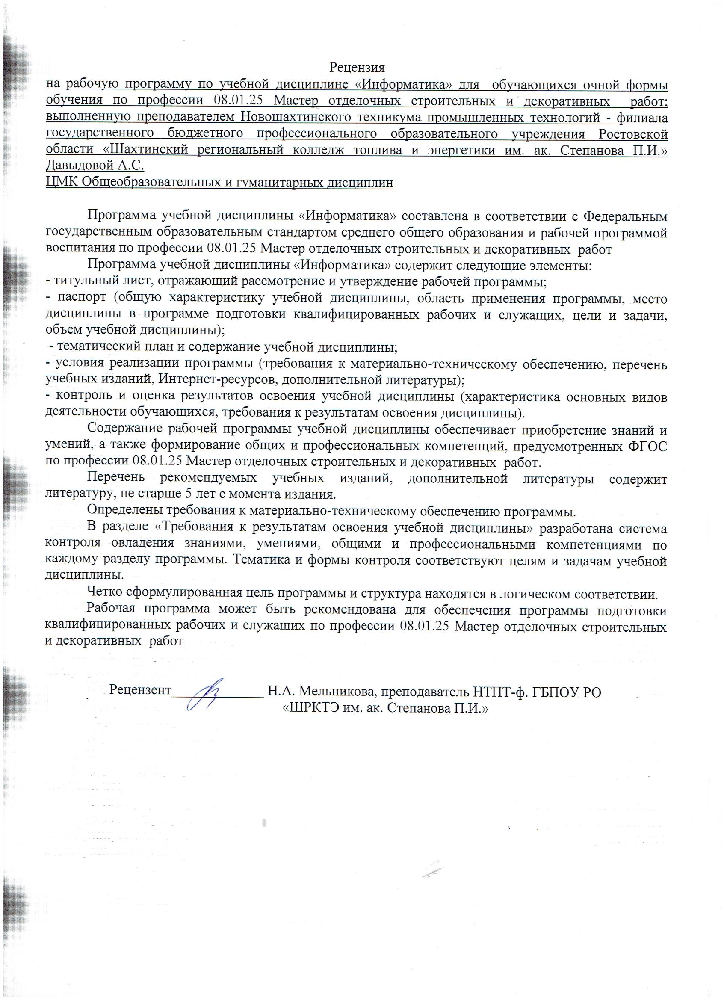 Рецензия
на рабочую программу по учебной дисциплине «Информатика» для обучающихся очной формы
обучения по профессии 08.01.25 Мастер отделочных строительных и декоративных работ;
выполненную преподавателем Новошахтинского техникума промышленных технологий - филиала
государственного бюджетного профессионального образовательного учреждения Ростовской
области «Шахтинский региональный колледж топлива и энергетики им. ак. Степанова П.И.»
Давыдовой А.С.
ЦМК Общеобразовательных и гуманитарных дисциплин
Программа учебной дисциплины «Информатика» составлена в соответствии с Федеральным
государственным образовательным стандартом среднего общего образования и рабочей программой
воспитания по профессии 08.01.25 Мастер отделочных строительных и декоративных работ
Программа учебной дисциплины «Информатика» содержит следующие элементы:
- титульный лист, отражающий рассмотрение и утверждение рабочей программы;
- паспорт (общую характеристику учебной дисциплины, область применения программы, место
дисциплины в программе подготовки квалифицированных рабочих и служащих, цели и задачи,
объем учебной дисциплины);
- тематический план и содержание учебной дисциплины;
- условия реализации программы (требования к материально-техническому обеспечению, перечень
учебных изданий, Интернет-ресурсов, дополнительной литературы);
- контроль и оценка результатов освоения учебной дисциплины (характеристика основных видов
деятельности обучающихся, требования к результатам освоения дисциплины).
Содержание рабочей программы учебной дисциплины обеспечивает приобретение знаний и
умений, а также формирование общих и профессиональных компетенций, предусмотренных ФГОС
по профессии 08.01.25 Мастер отделочных строительных и декоративных работ.
Перечень рекомендуемых учебных изданий, дополнительной литературы содержит
литературу, не старше 5 лет с момента издания.
Определены требования к материально-техническому обеспечению программы.
В разделе «Требования к результатам освоения учебной дисциплины» разработана система
контроля овладения знаниями, умениями, общими и профессиональными компетенциями по
каждому разделу программы. Тематика и формы контроля соответствуют целям и задачам учебной
дисциплины.
Четко сформулированная цель программы и структура находятся в логическом соответствии.
Рабочая программа может быть рекомендована для обеспечения программы подготовки
квалифицированных рабочих и служащих по профессии 08.01.25 Мастер отделочных строительных
и декоративных работ
Рецензент______________ Н.А. Мельникова, преподаватель НТПТ-ф. ГБПОУ РО
«ШРКТЭ им. ак. Степанова П.И.»